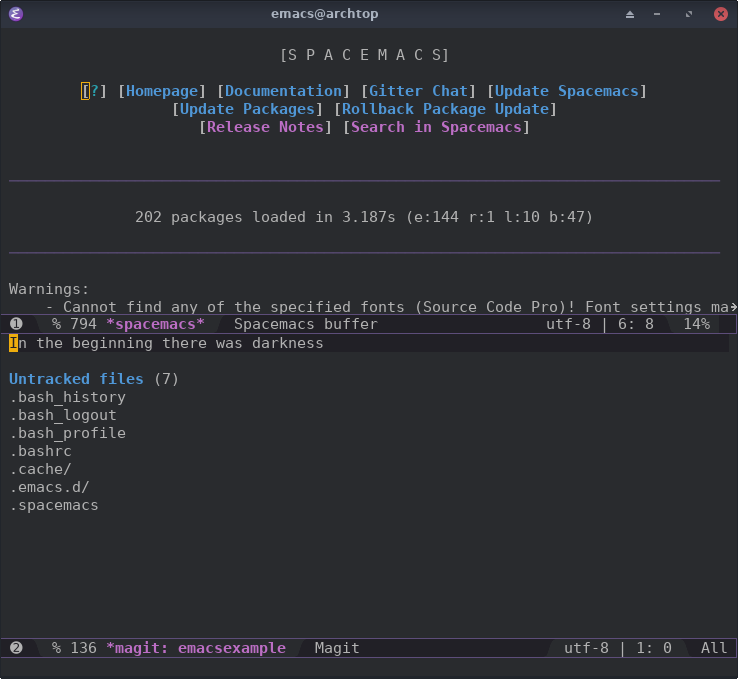 emacs@archtop
[S P A C E M A C S]
[?] [Homepage] [Documentation] [Gitter Chat] [Update Spacemacs]
[Update Packages] [Rollback Package Update]
[Release Notes] [Search in Spacemacs]
202 packages loaded in 3.187s (e:144 r:1 l:10 b:47)
Warnings:
- Cannot find any of the specified fonts (Source Code Pro)! Font settings ma→
❶ % 794 *spacemacs* Spacemacs buffer utf-8 | 6: 8 14%
In the beginning there was darkness
Untracked files (7)
.bash_history
.bash_logout
.bash_profile
.bashrc
.cache/
.emacs.d/
.spacemacs
❷ % 136 *magit: emacsexample Magit utf-8 | 1: 0 All